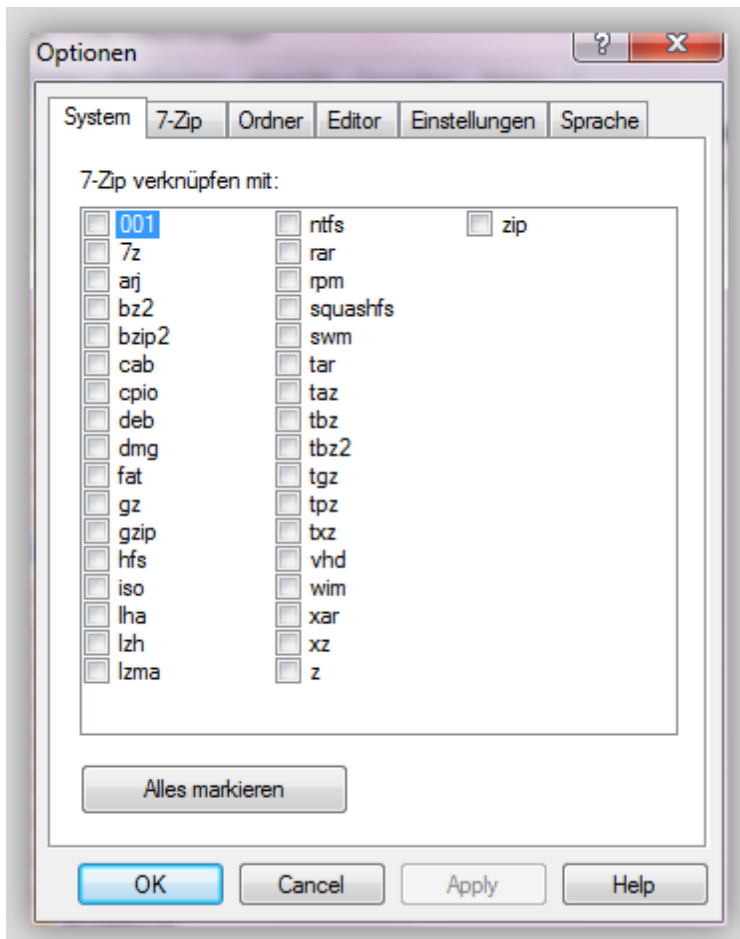 Optionen
System 7-Zip Ordner Editor Einstellungen Sprache
7-Zip verknüpfen mit:
001 ntfs zip
7z rar
arj rpm
bz2 squashfs
bzip2 swm
cab tar
cpio taz
deb tbz
dmg tbz2
fat tgz
gz tpz
gzip txz
hfs vhd
iso wim
lha xar
lzh xz
lzma z
Alles markieren
OK Cancel Apply Help